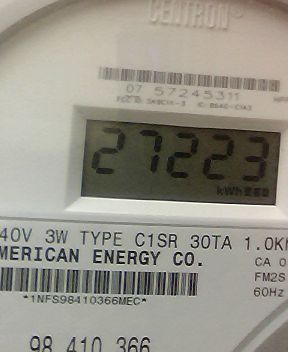 CENTRON®
07 57245311
27223
kWh
40V 3W TYPE C1SR 30TA 1.0K
MERICAN ENERGY CO.
CA 0
FM2S
*1NFS98410366MEC*
60Hz
98 410 366